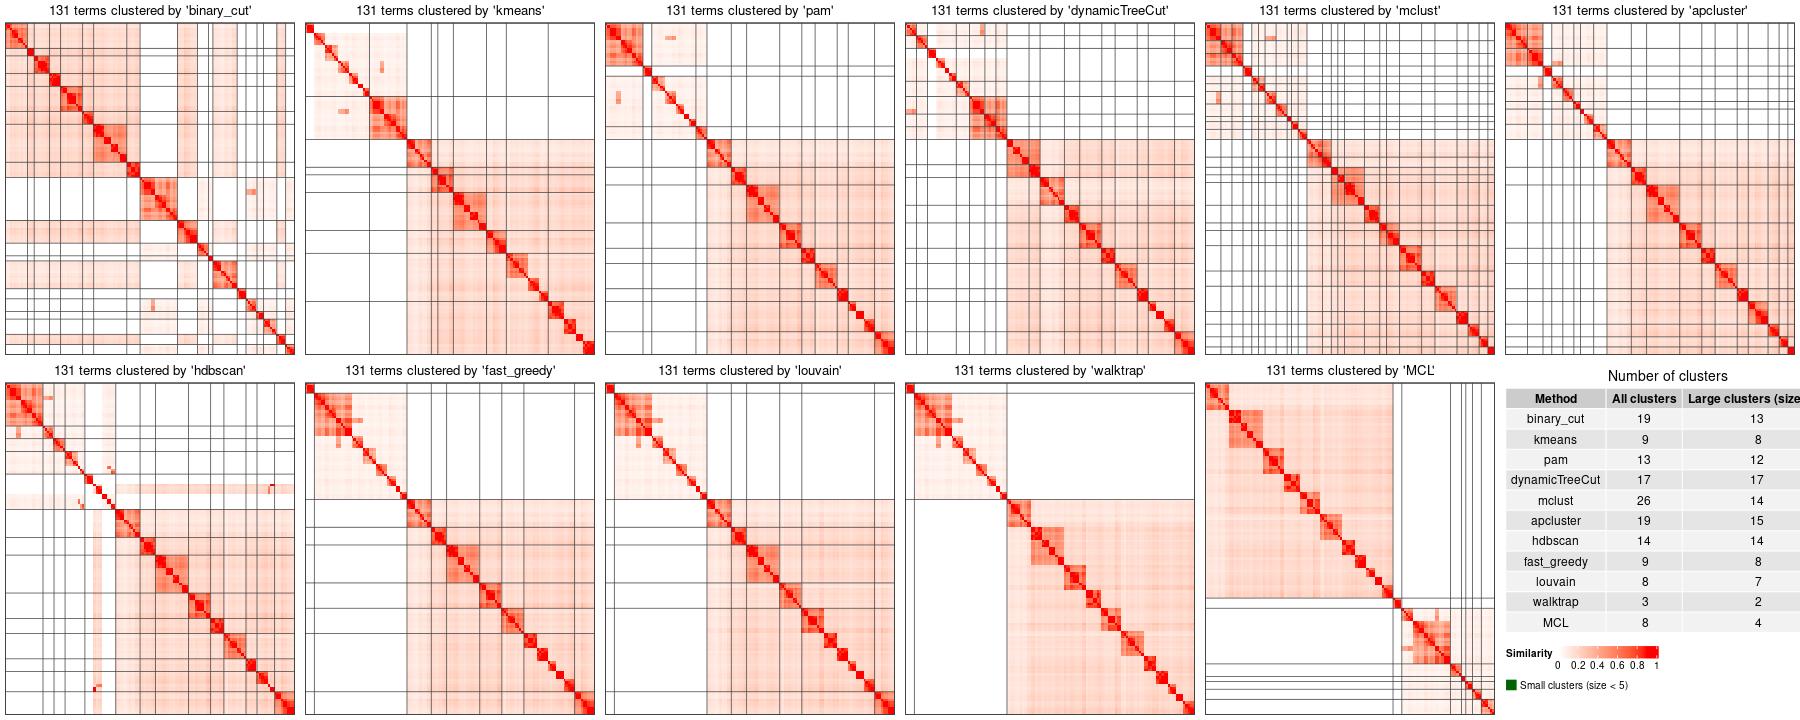 131 terms clustered by 'binary_cut'
131 terms clustered by 'kmeans'
131 terms clustered by 'pam'
131 terms clustered by 'dynamicTreeCut'
131 terms clustered by 'mclust'
131 terms clustered by 'apcluster'
131 terms clustered by 'hdbscan'
131 terms clustered by 'fast_greedy'
131 terms clustered by 'louvain'
131 terms clustered by 'walktrap'
131 terms clustered by 'MCL'
Number of clusters
Method All clusters Large clusters (size
binary_cut 19 13
kmeans 9 8
pam 13 12
dynamicTreeCut 17 17
mclust 26 14
apcluster 19 15
hdbscan 14 14
fast_greedy 9 8
louvain 8 7
walktrap 3 2
MCL 8 4
Similarity
0 0.2 0.4 0.6 0.8 1
Small clusters (size < 5)